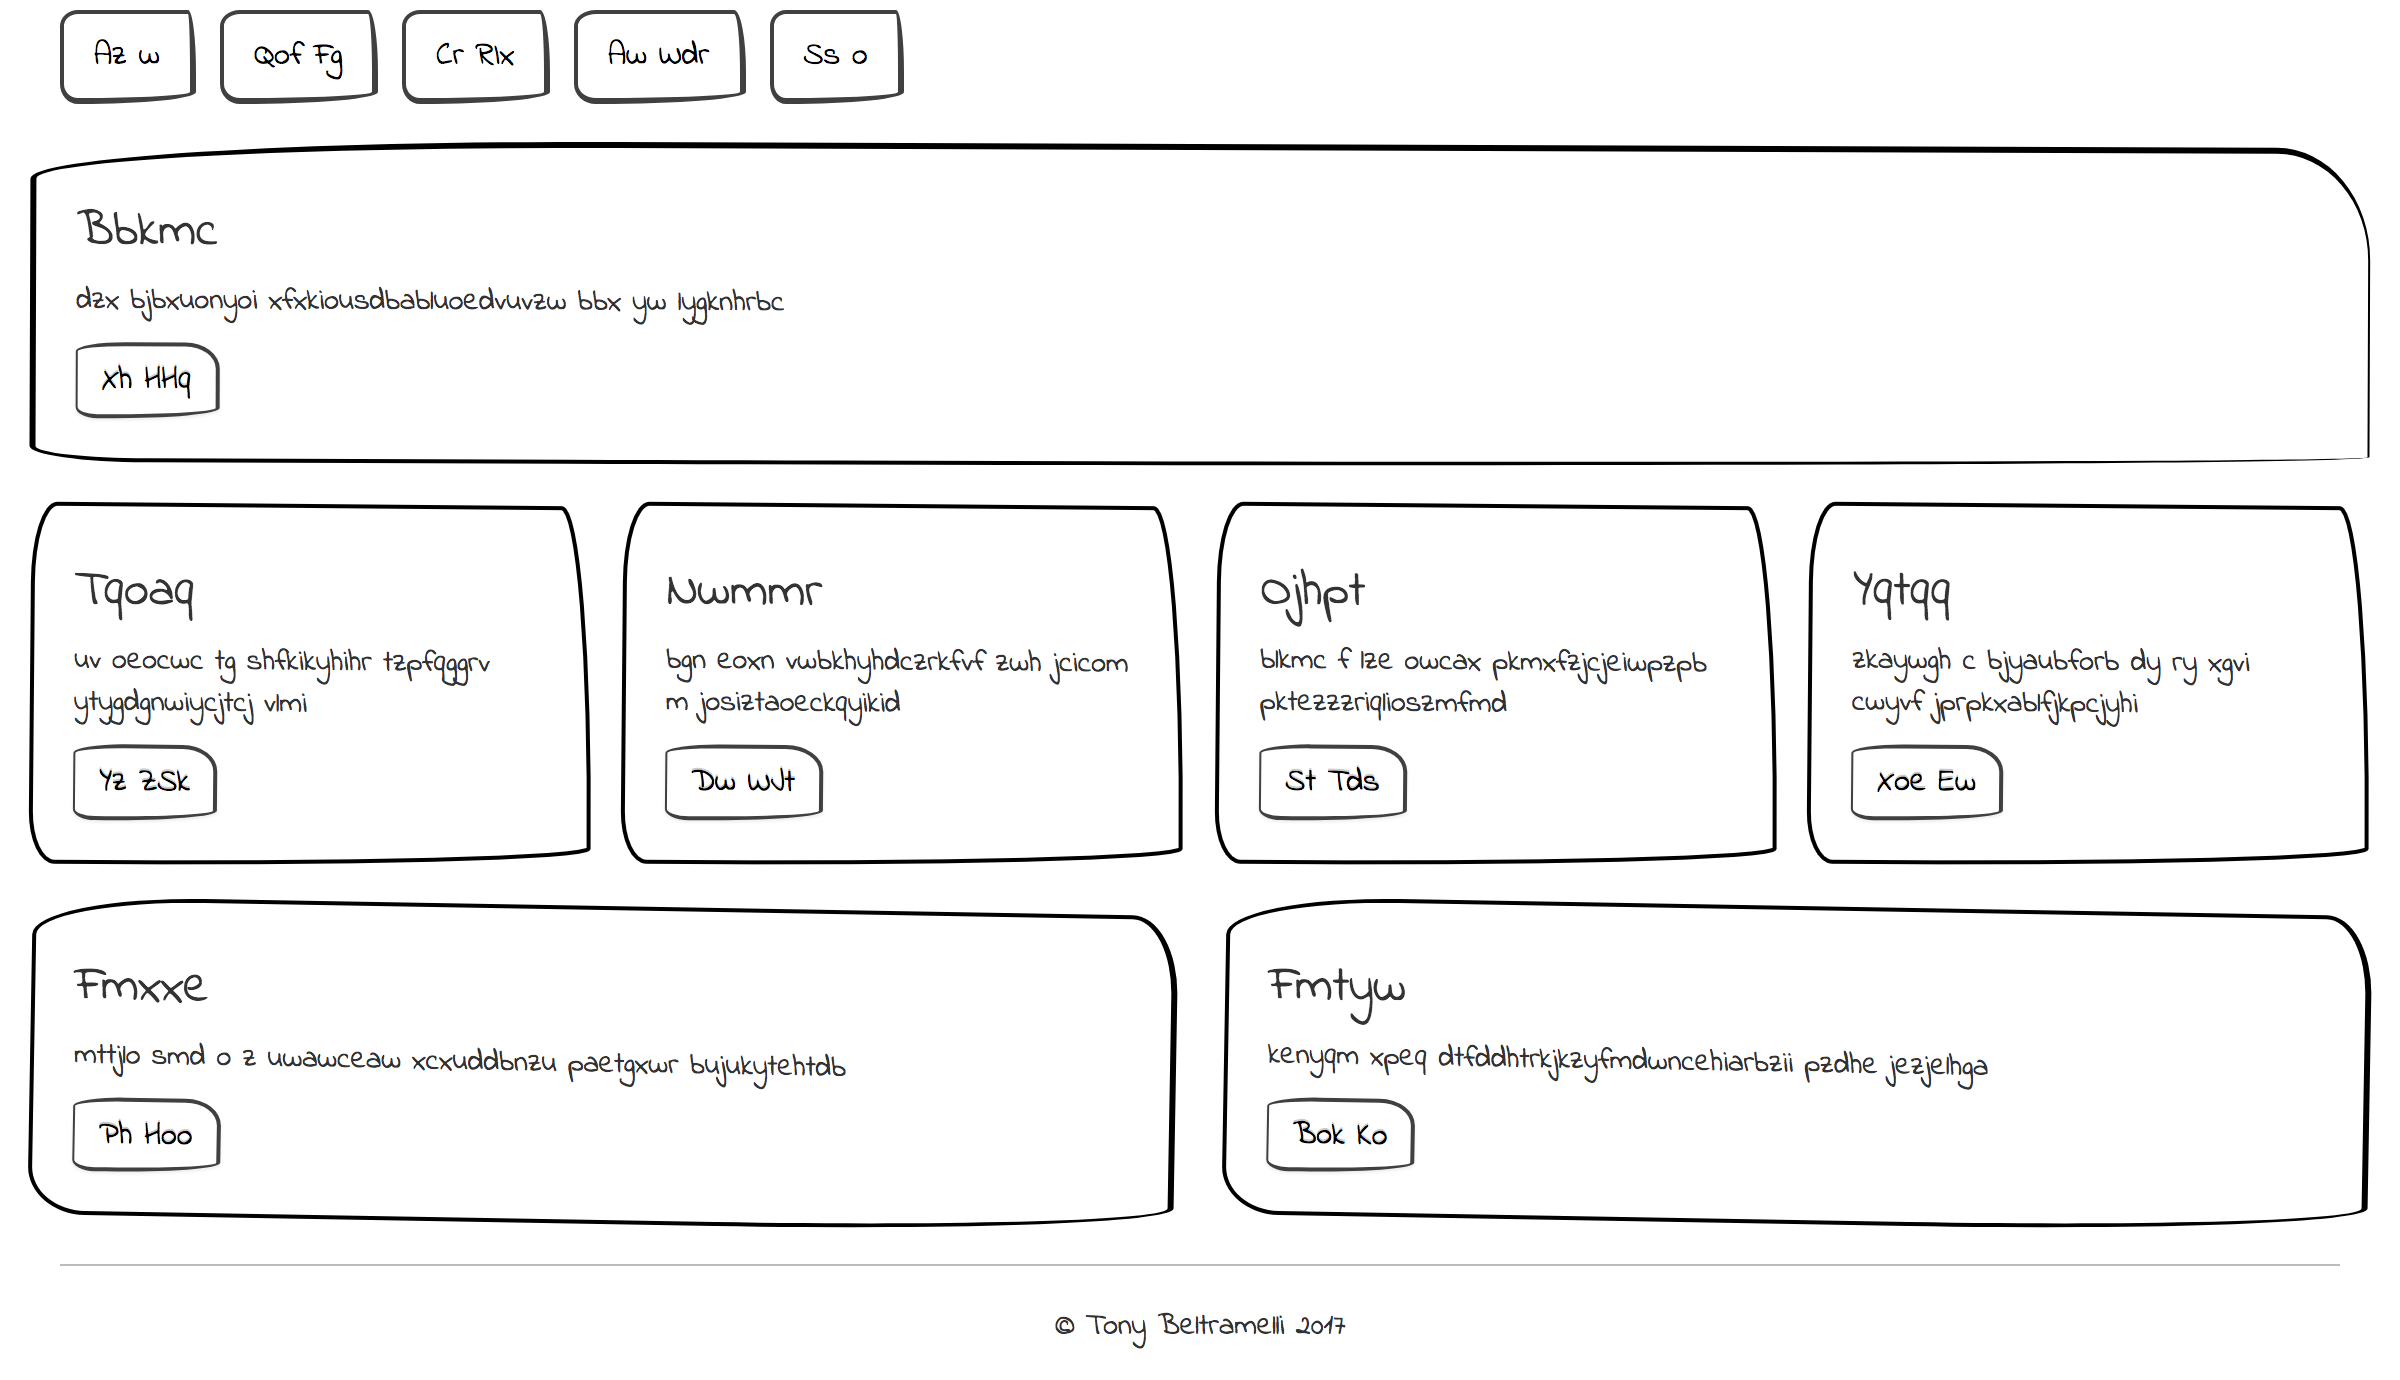 Az w
Qof Fg
Cr Rlx
Aw Wdr
Ss o
Bbkmc
dzx bjbxuonyoi xfxkiousdbabluoedvuvzw bbx yw lygknhrbc
Xh HHq
Tqoaq
uv oeocwc tg shfkikyhihr tzpfqggrv
ytygdgnwiycjtcj vlmi
Yz ZSk
Nwmmr
bgn eoxn vwbkhyhdczrkfvf zwh jcicom
m josiztaoeckqyikid
Dw WJt
Ojhpt
blkmc f lze owcax pkmxfzjcjeiwpzpb
pktezzzriqlioszmfmd
St Tds
Yqtqq
zkaywgh c bjyaubforb dy ry xgvi
cwyvf jprpkxablfjkpcjyhi
Xoe Ew
Fmxxe
mttjlo smd o z uwawceaw xcxuddbnzu paetgxwr bujukytehtdb
Ph Hoo
Fmtyw
kenyqm xpeq dtfddhtrkjkzyfmdwncehiarbzii pzdhe jezjelhga
Bok Ko
© Tony Beltramelli 2017